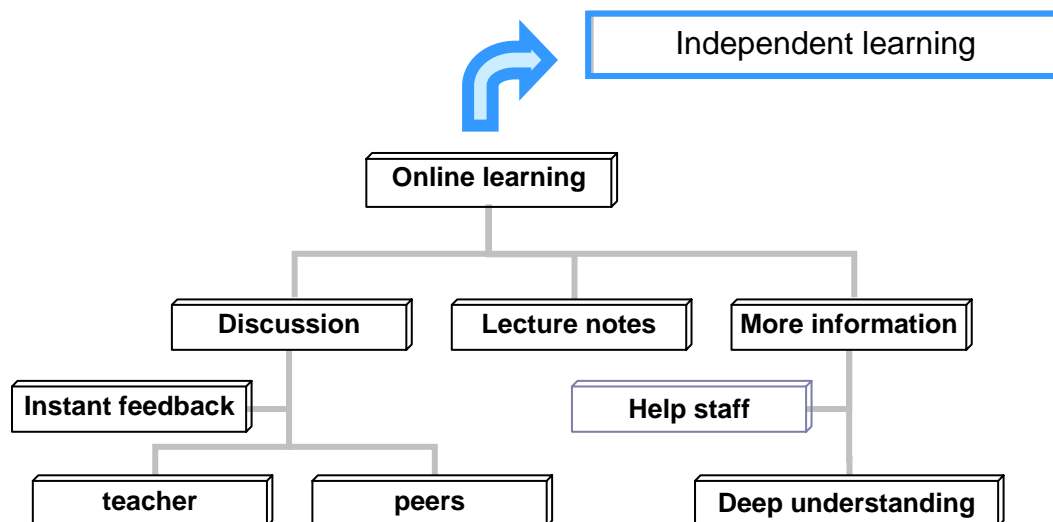 Independent learning
Online learning
Discussion
Lecture notes
More information
Instant feedback
Help staff
teacher
peers
Deep understanding